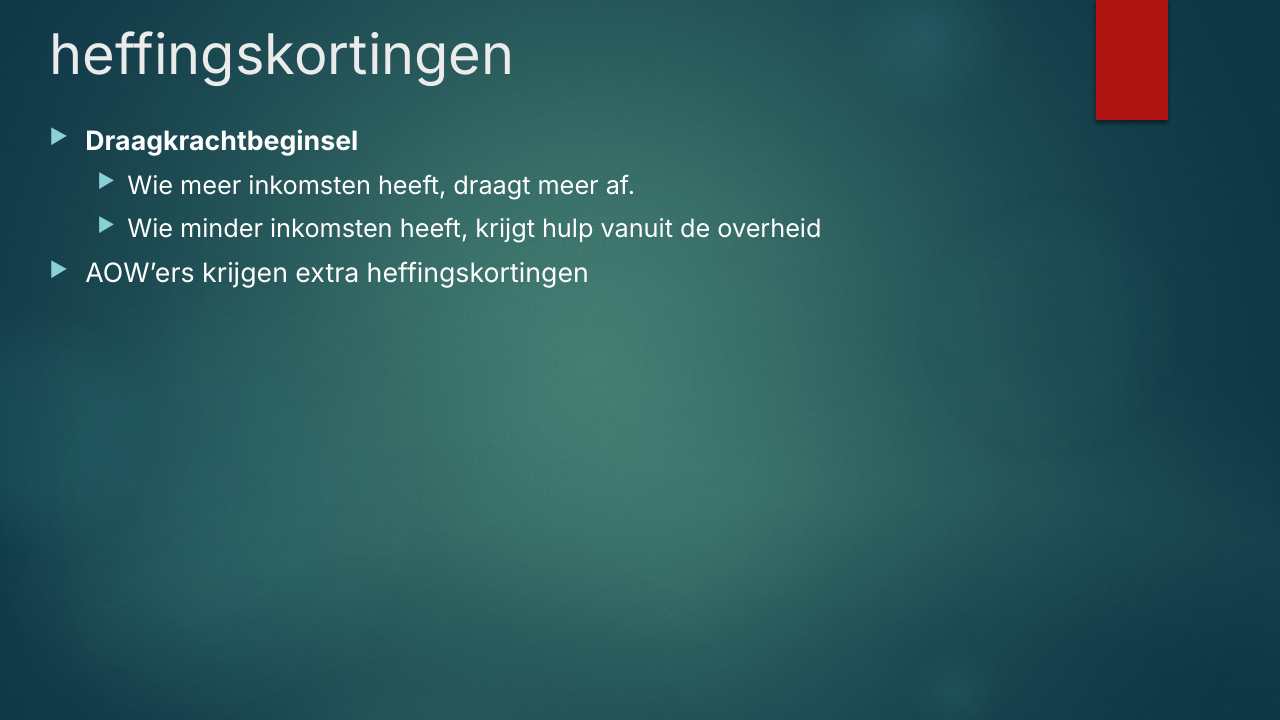 heffingskortingen
Draagkrachtbeginsel
Wie meer inkomsten heeft, draagt meer af.
Wie minder inkomsten heeft, krijgt hulp vanuit de overheid
AOW’ers krijgen extra heffingskortingen